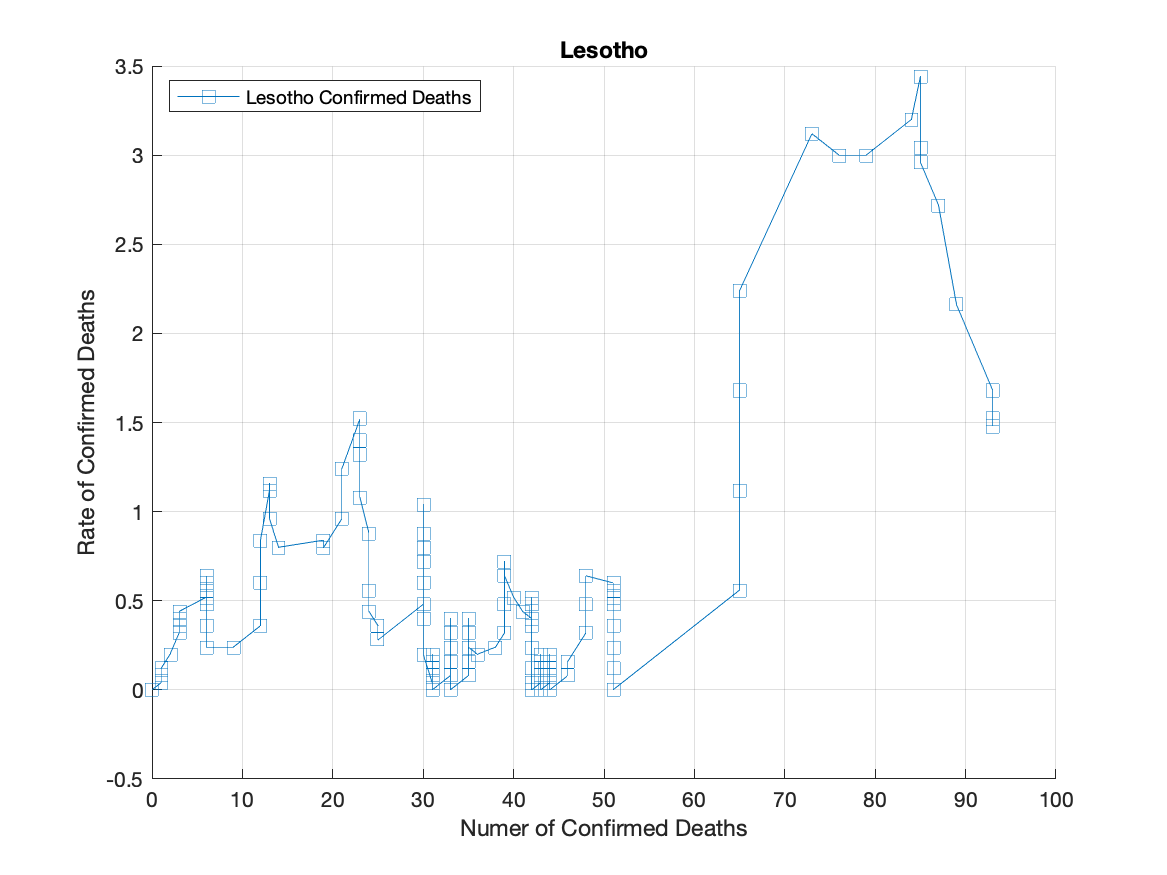 Lesotho
Lesotho Confirmed Deaths
3.5
3
2.5
2
1.5
1
0.5
0
-0.5
Rate of Confirmed Deaths
0 10 20 30 40 50 60 70 80 90 100
Numer of Confirmed Deaths